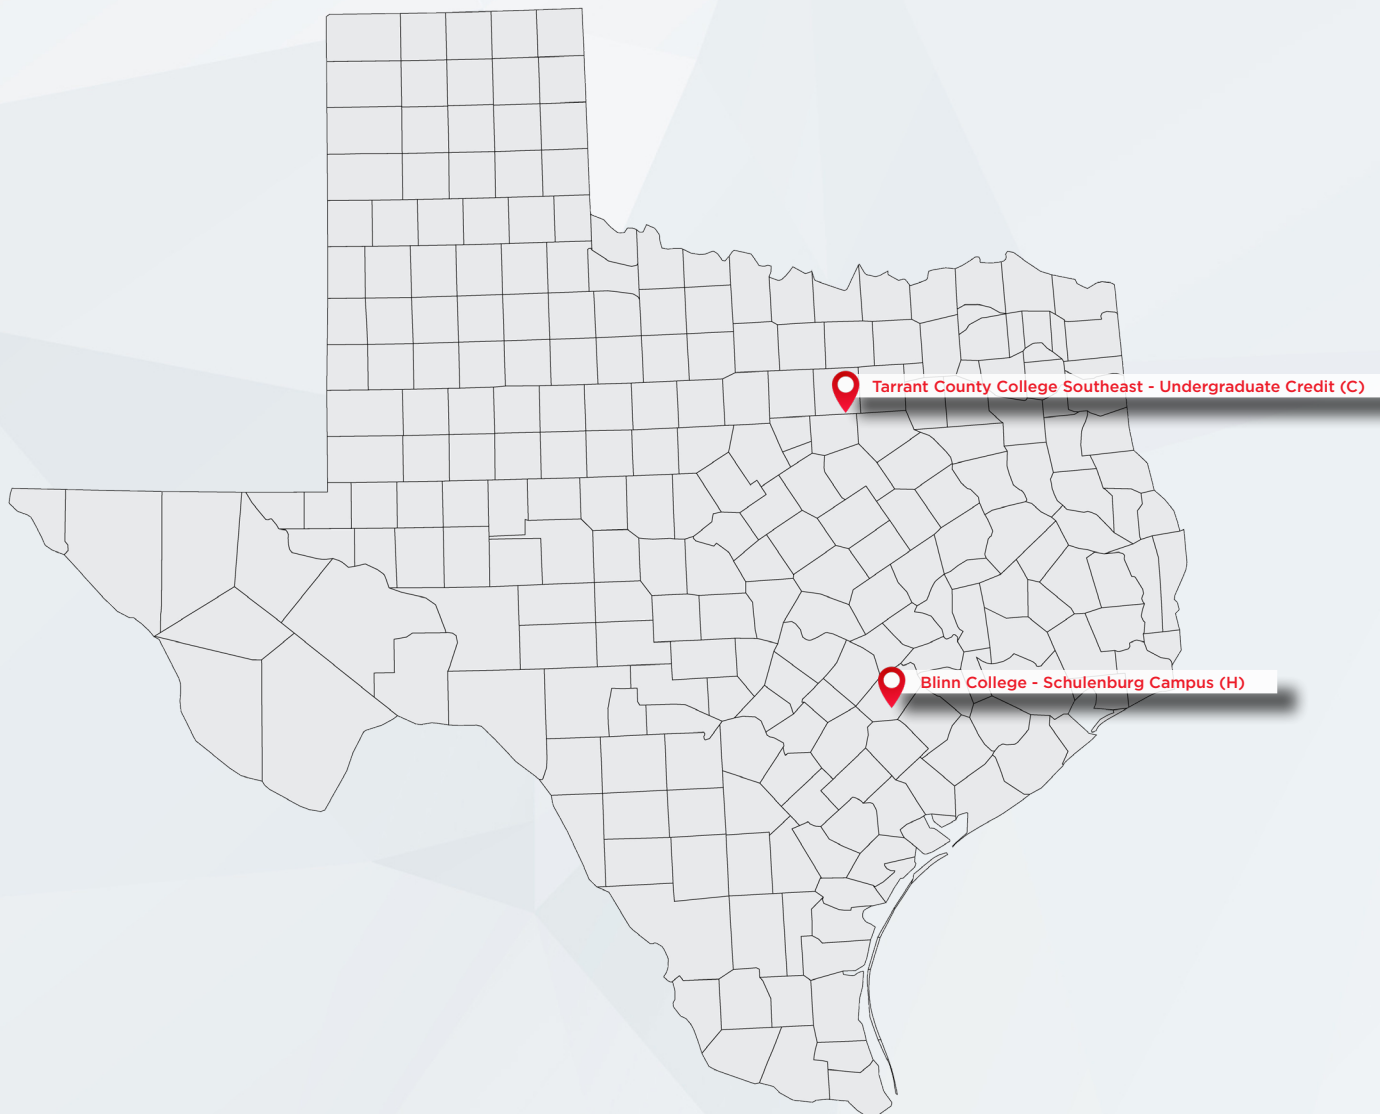 Tarrant County College Southeast - Undergraduate Credit (C)
Blinn College - Schulenburg Campus (H)